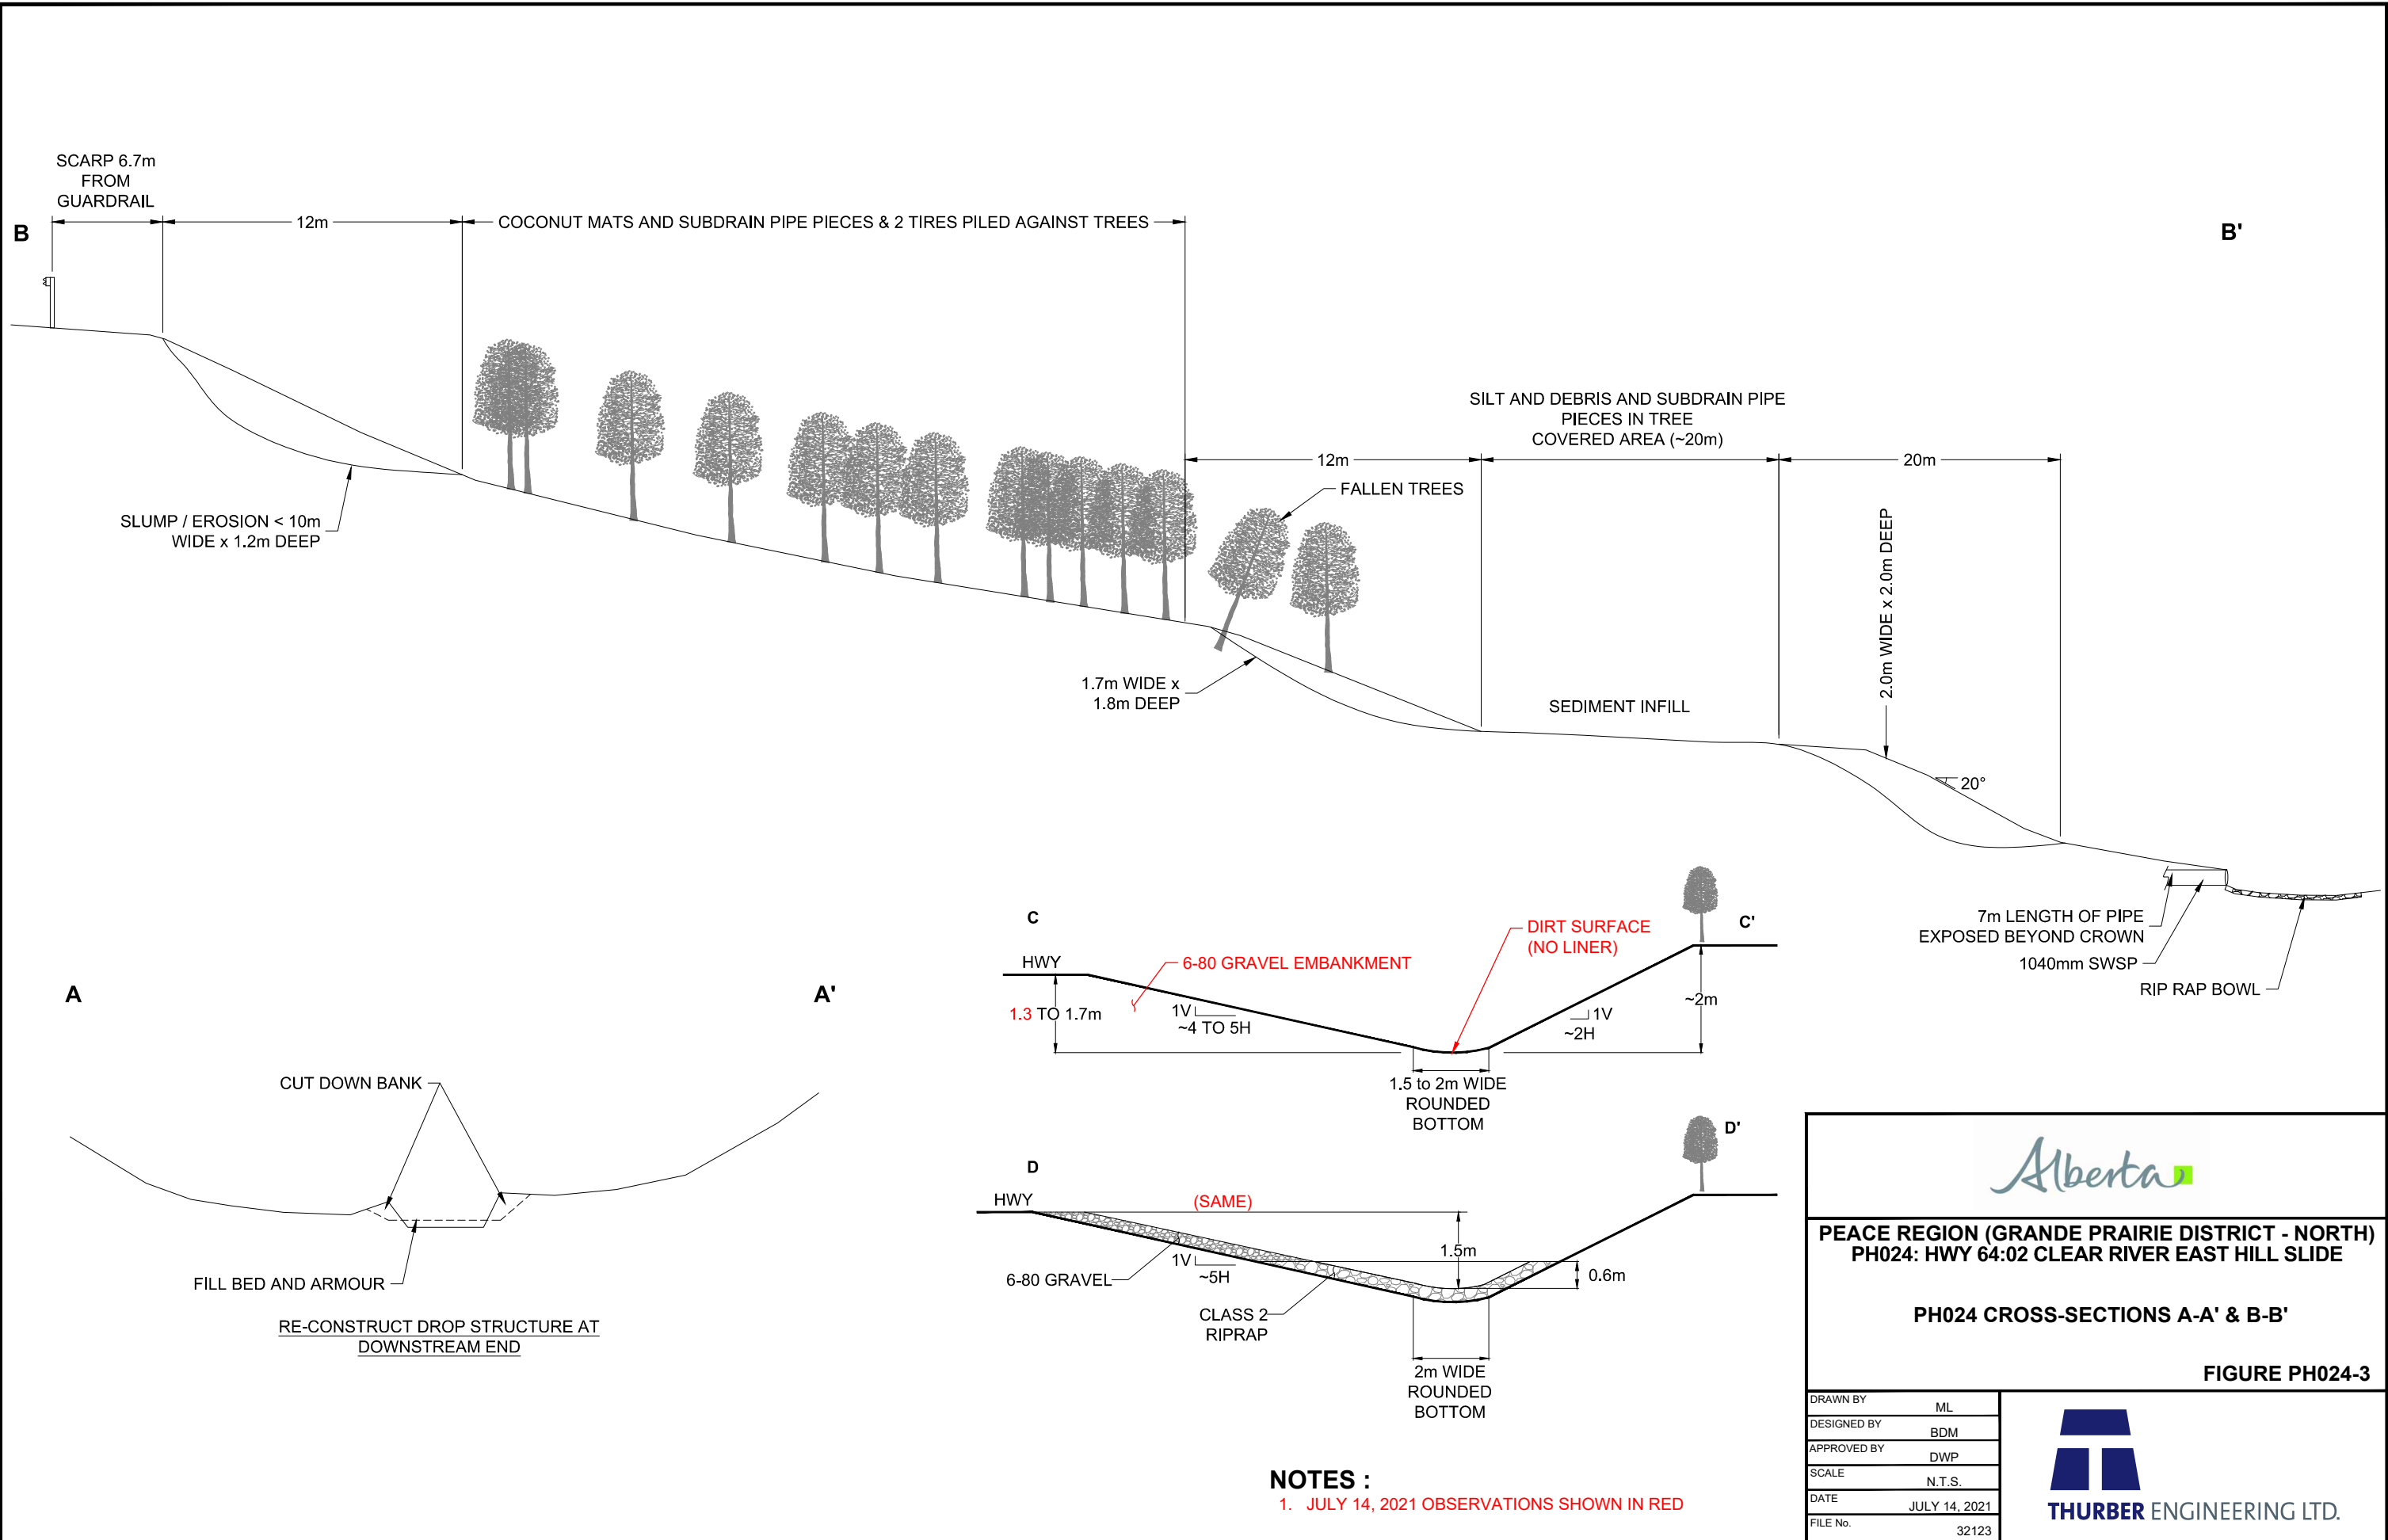 SCARP 6.7m
FROM
GUARDRAIL
B
12m
COCONUT MATS AND SUBDRAIN PIPE PIECES & 2 TIRES PILED AGAINST TREES
B'
SLUMP / EROSION < 10m
WIDE x 1.2m DEEP
SILT AND DEBRIS AND SUBDRAIN PIPE
PIECES IN TREE
COVERED AREA (~20m)
12m
20m
FALLEN TREES
1.7m WIDE x
1.8m DEEP
SEDIMENT INFILL
2.0m WIDE x 2.0m DEEP
20°
7m LENGTH OF PIPE
EXPOSED BEYOND CROWN
1040mm SWSP
RIP RAP BOWL
A
A'
CUT DOWN BANK
FILL BED AND ARMOUR
RE-CONSTRUCT DROP STRUCTURE AT
DOWNSTREAM END
C
C'
HWY
6-80 GRAVEL EMBANKMENT
DIRT SURFACE
(NO LINER)
1.3 TO 1.7m
1V
~4 TO 5H
1V
~2H
~2m
1.5 to 2m WIDE
ROUNDED
BOTTOM
D
D'
HWY
(SAME)
1.5m
0.6m
1V
~5H
6-80 GRAVEL
CLASS 2
RIPRAP
2m WIDE
ROUNDED
BOTTOM
NOTES :
1. JULY 14, 2021 OBSERVATIONS SHOWN IN RED
Alberta
PEACE REGION (GRANDE PRAIRIE DISTRICT - NORTH)
PH024: HWY 64:02 CLEAR RIVER EAST HILL SLIDE
PH024 CROSS-SECTIONS A-A' & B-B'
FIGURE PH024-3
DRAWN BY ML
DESIGNED BY BDM
APPROVED BY DWP
SCALE N.T.S.
DATE JULY 14, 2021
FILE No. 32123
THURBER ENGINEERING LTD.